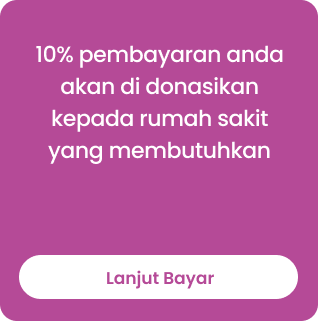 10% pembayaran anda
akan di donasikan
kepada rumah sakit
yang membutuhkan
Lanjut Bayar